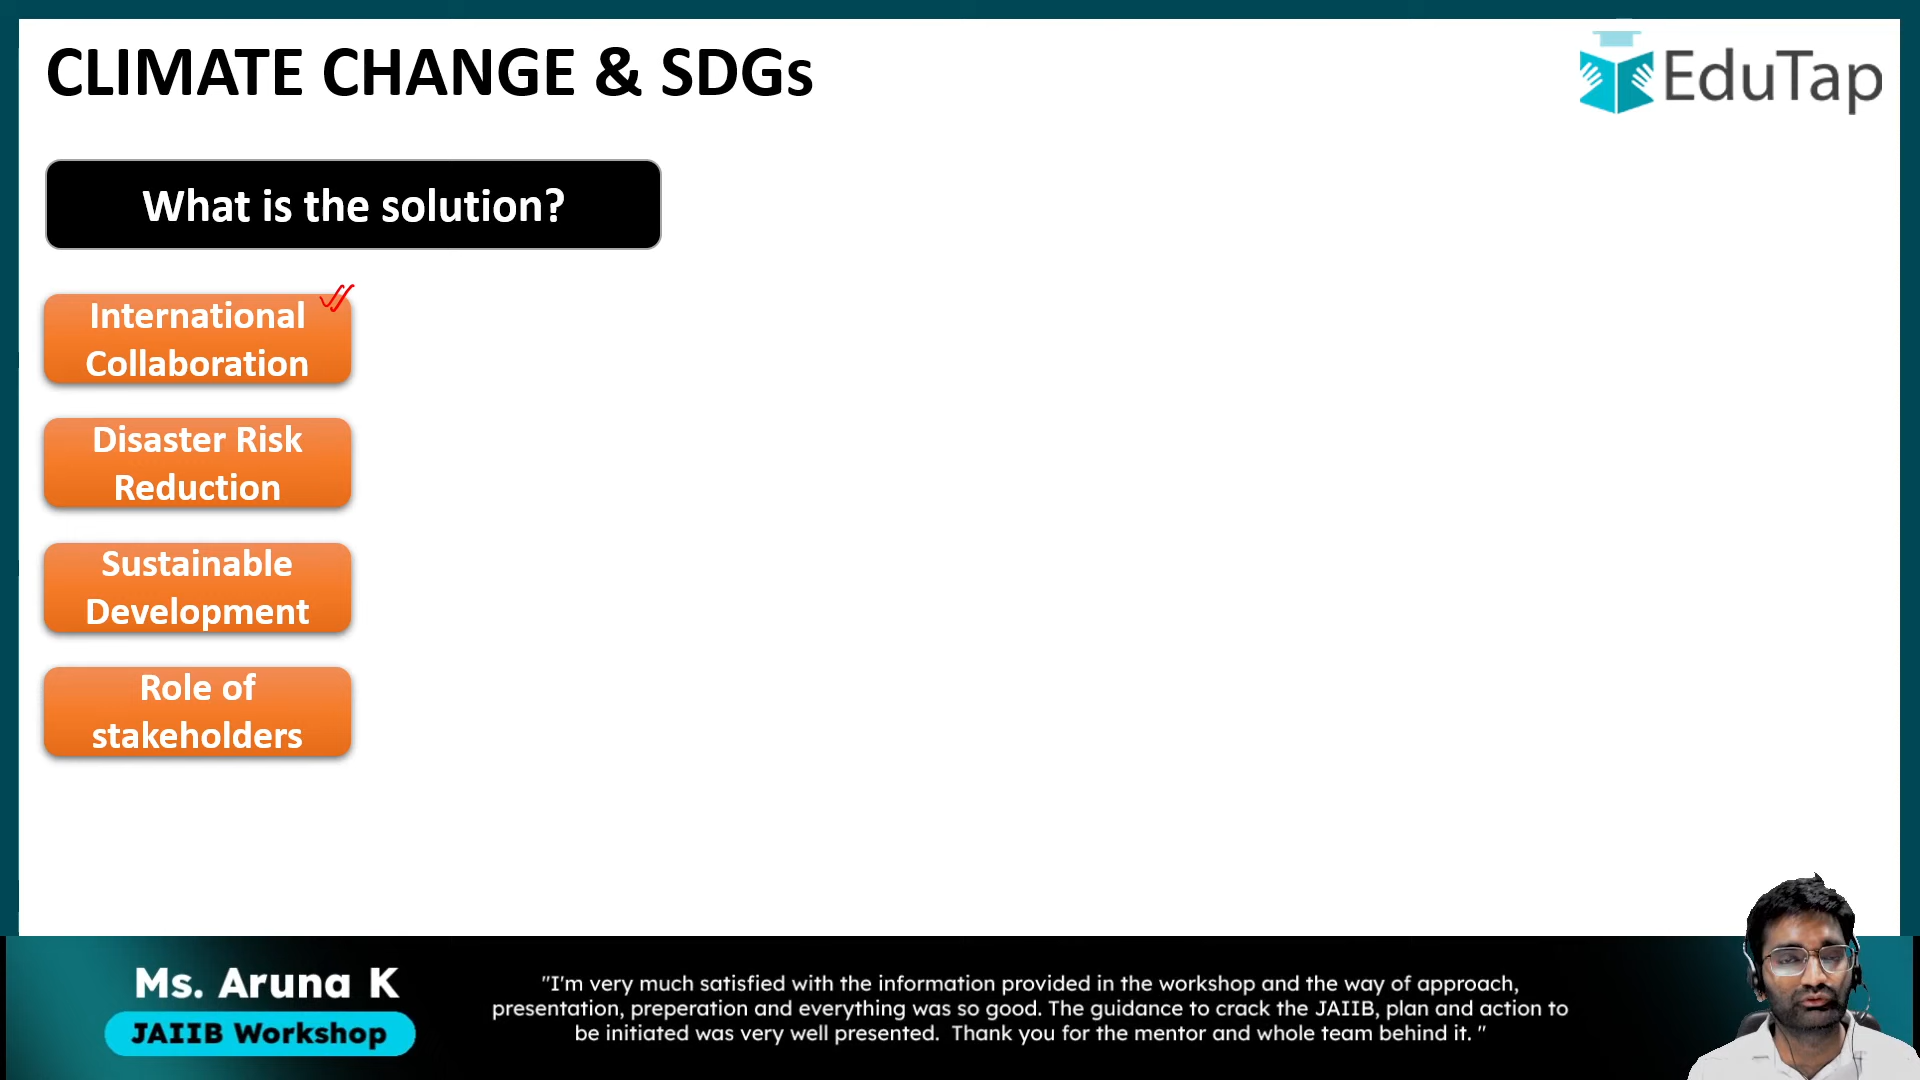 CLIMATE CHANGE & SDGs
EduTap
What is the solution?
International
Collaboration
Disaster Risk
Reduction
Sustainable
Development
Role of
stakeholders
Ms. Aruna K
JAIIB Workshop
"I'm very much satisfied with the information provided in the workshop and the way of approach,
presentation, preperation and everything was so good. The guidance to crack the JAIIB, plan and action to
be initiated was very well presented. Thank you for the mentor and whole team behind it. "